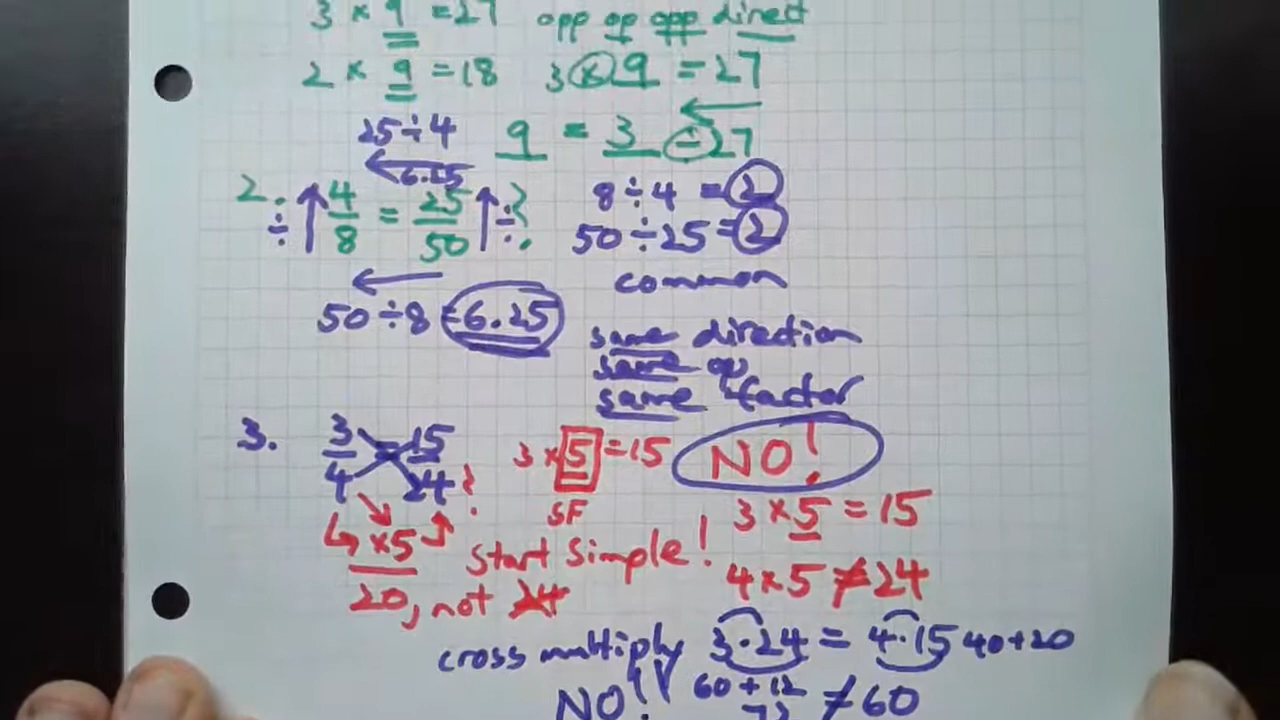 3 × 9 = 27 opp op opp direct
2 × 9 = 18 3 × 9 = 27
25 ÷ 4 9 = 3 ÷ 27
6.25
2. ÷ 4/8 = 25/50 ÷ ? 8 ÷ 4 = 2
50 ÷ 25 = 2
common
50 ÷ 8 = 6.25
same direction
same op
same factor
3. 3/4 = 15/24 ? 3 × 5 = 15 NO!
SF 3 × 5 = 15
×5 start simple! 4 × 5 ≠ 24
20, not 24
cross multiply 3 · 24 = 4 · 15 40 + 20
NO! 60 + 12 ≠ 60
72